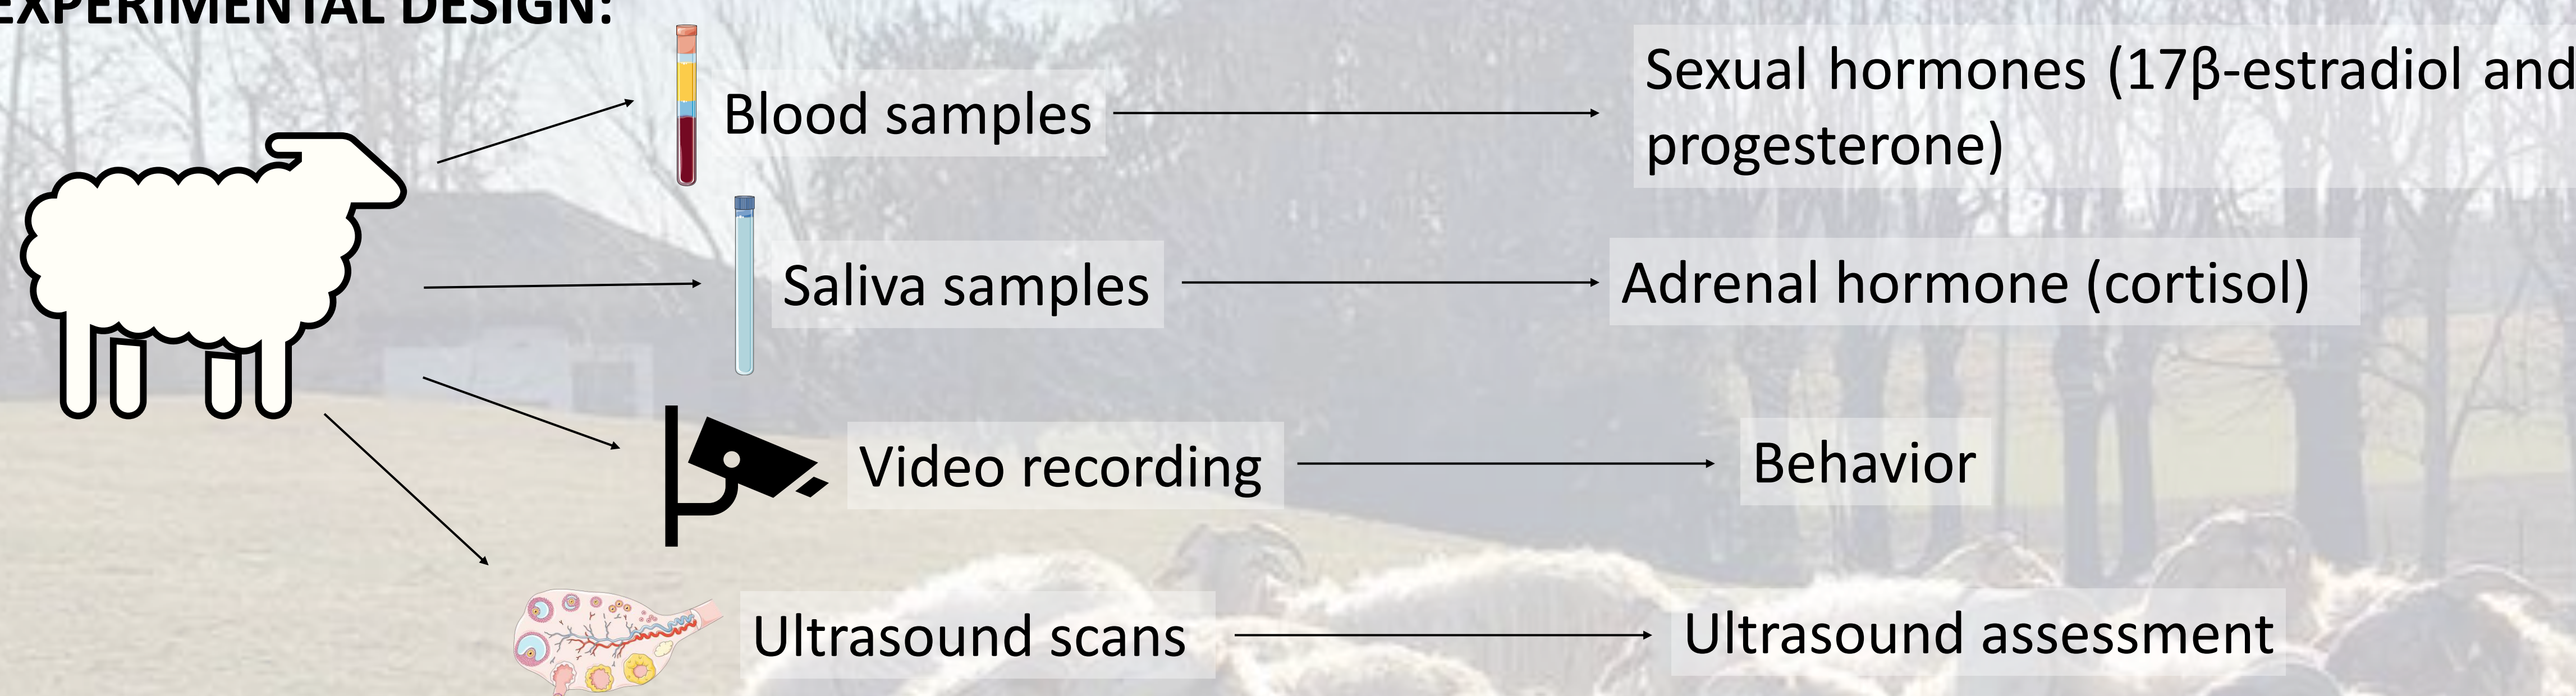 EXPERIMENTAL DESIGN:
Blood samples
Sexual hormones (17β-estradiol and
progesterone)
Saliva samples
Adrenal hormone (cortisol)
Video recording
Behavior
Ultrasound scans
Ultrasound assessment